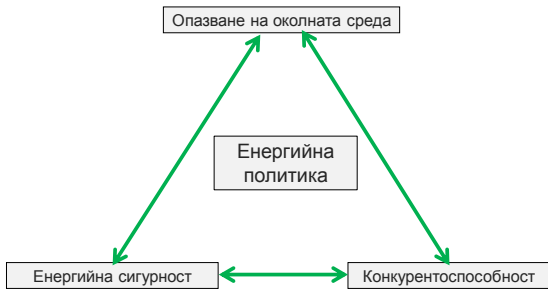 Опазване на околната среда
Енергийна
политика
Енергийна сигурност
Конкурентоспособност